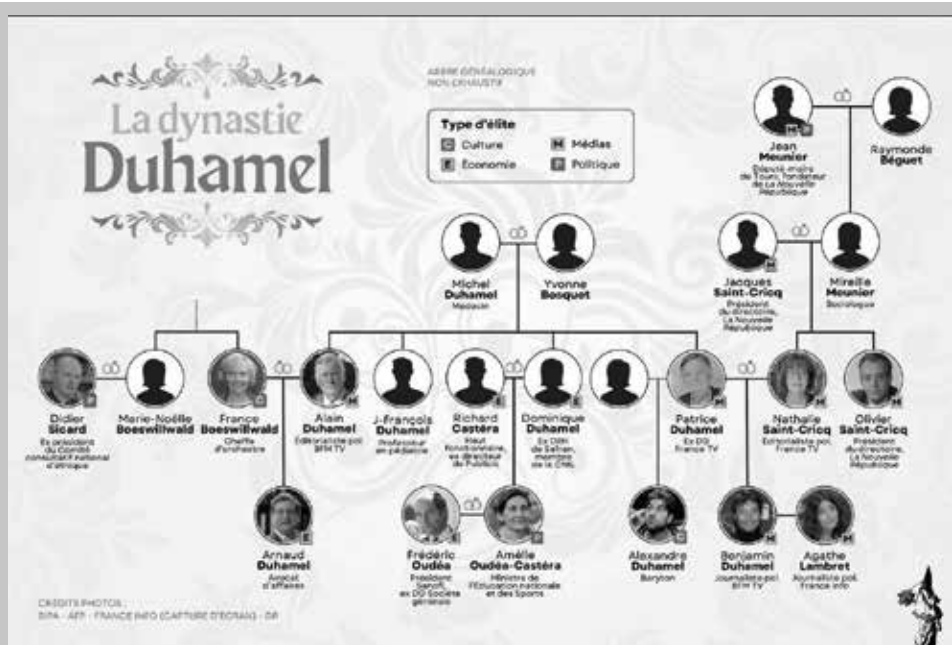 La dynastie
Duhamel
ARBRE GÉNÉALOGIQUE
NON EXHAUSTIF
Type d'élite
C Culture
M Médias
E Économie
P Politique
Jean
Meunier
Député-maire
de Tours, fondateur
de La Nouvelle
République
Raymonde
Béguet
Michel
Duhamel
Médecin
Yvonne
Bosquet
Jacques
Saint-Cricq
Président
du directoire,
La Nouvelle
République
Mireille
Meunier
Sociologue
Didier
Sicard
Ex président
du Comité
consultatif national
d'éthique
Marie-Noëlle
Boeswillwald
France
Boeswillwald
Cheffe
d'orchestre
Alain
Duhamel
Éditorialiste pol.
BFM TV
J-François
Duhamel
Professeur
en pédiatrie
Richard
Castéra
Haut
fonctionnaire,
ex directeur
de Publicis
Dominique
Duhamel
Ex DRH
de Safran,
membre
de la CNIL
Patrice
Duhamel
Ex DG
France TV
Nathalie
Saint-Cricq
Éditorialiste pol.
France TV
Olivier
Saint-Cricq
Président
du directoire,
La Nouvelle
République
Arnaud
Duhamel
Avocat
d'affaires
Frédéric
Oudéa
Président
Sanofi,
ex DG Société
générale
Amélie
Oudéa-Castéra
Ministre de
l'Éducation nationale
et des Sports
Alexandre
Duhamel
Baryton
Benjamin
Duhamel
Journaliste pol.
BFM TV
Agathe
Lambret
Journaliste pol.
France Info
CRÉDITS PHOTOS :
SIPA - AFP - FRANCE INFO (CAPTURE D'ÉCRAN) - DR